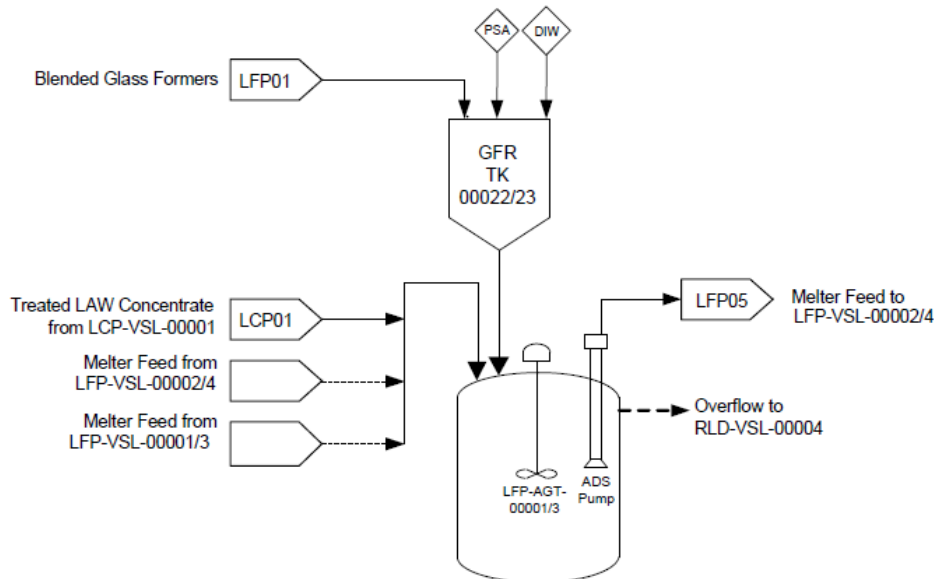 PSA
DIW
Blended Glass Formers
LFP01
GFR
TK
00022/23
Treated LAW Concentrate
from LCP-VSL-00001
LCP01
LFP05
Melter Feed to
LFP-VSL-00002/4
Melter Feed from
LFP-VSL-00002/4
Melter Feed from
LFP-VSL-00001/3
Overflow to
RLD-VSL-00004
LFP-AGT-
00001/3
ADS
Pump